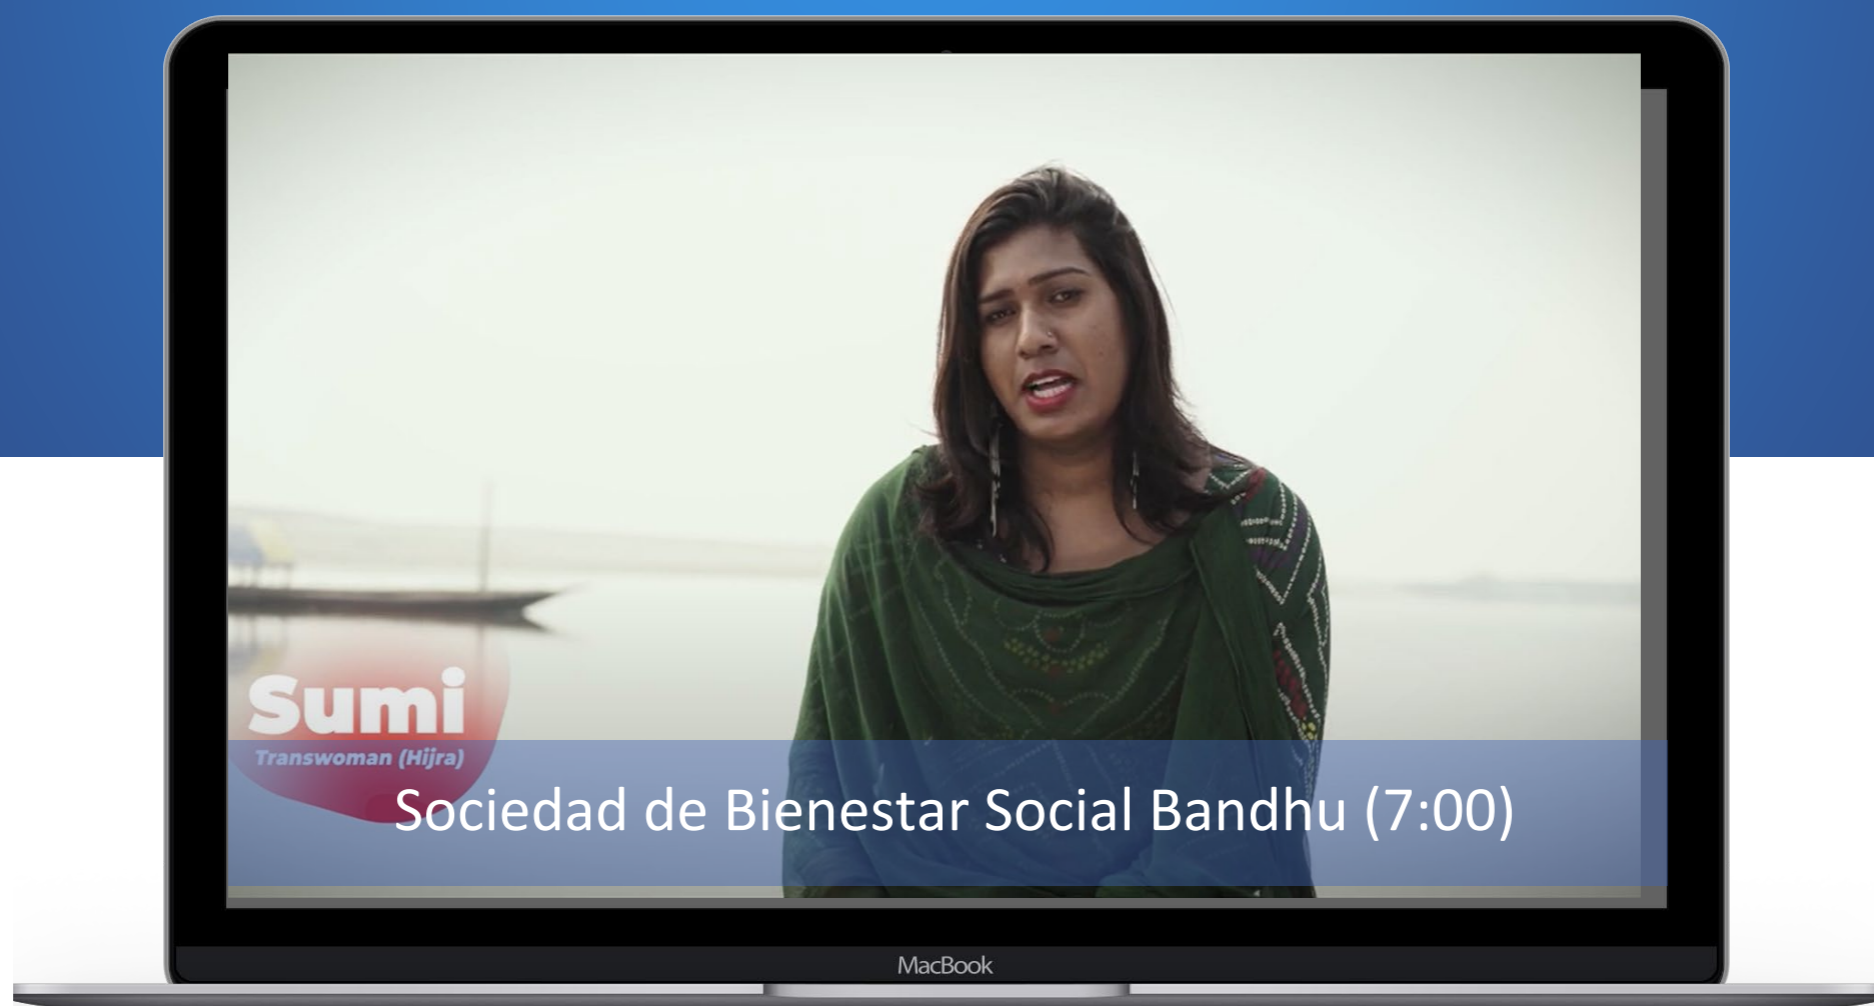 Sumi
Transwoman (Hijra)
Sociedad de Bienestar Social Bandhu (7:00)
MacBook